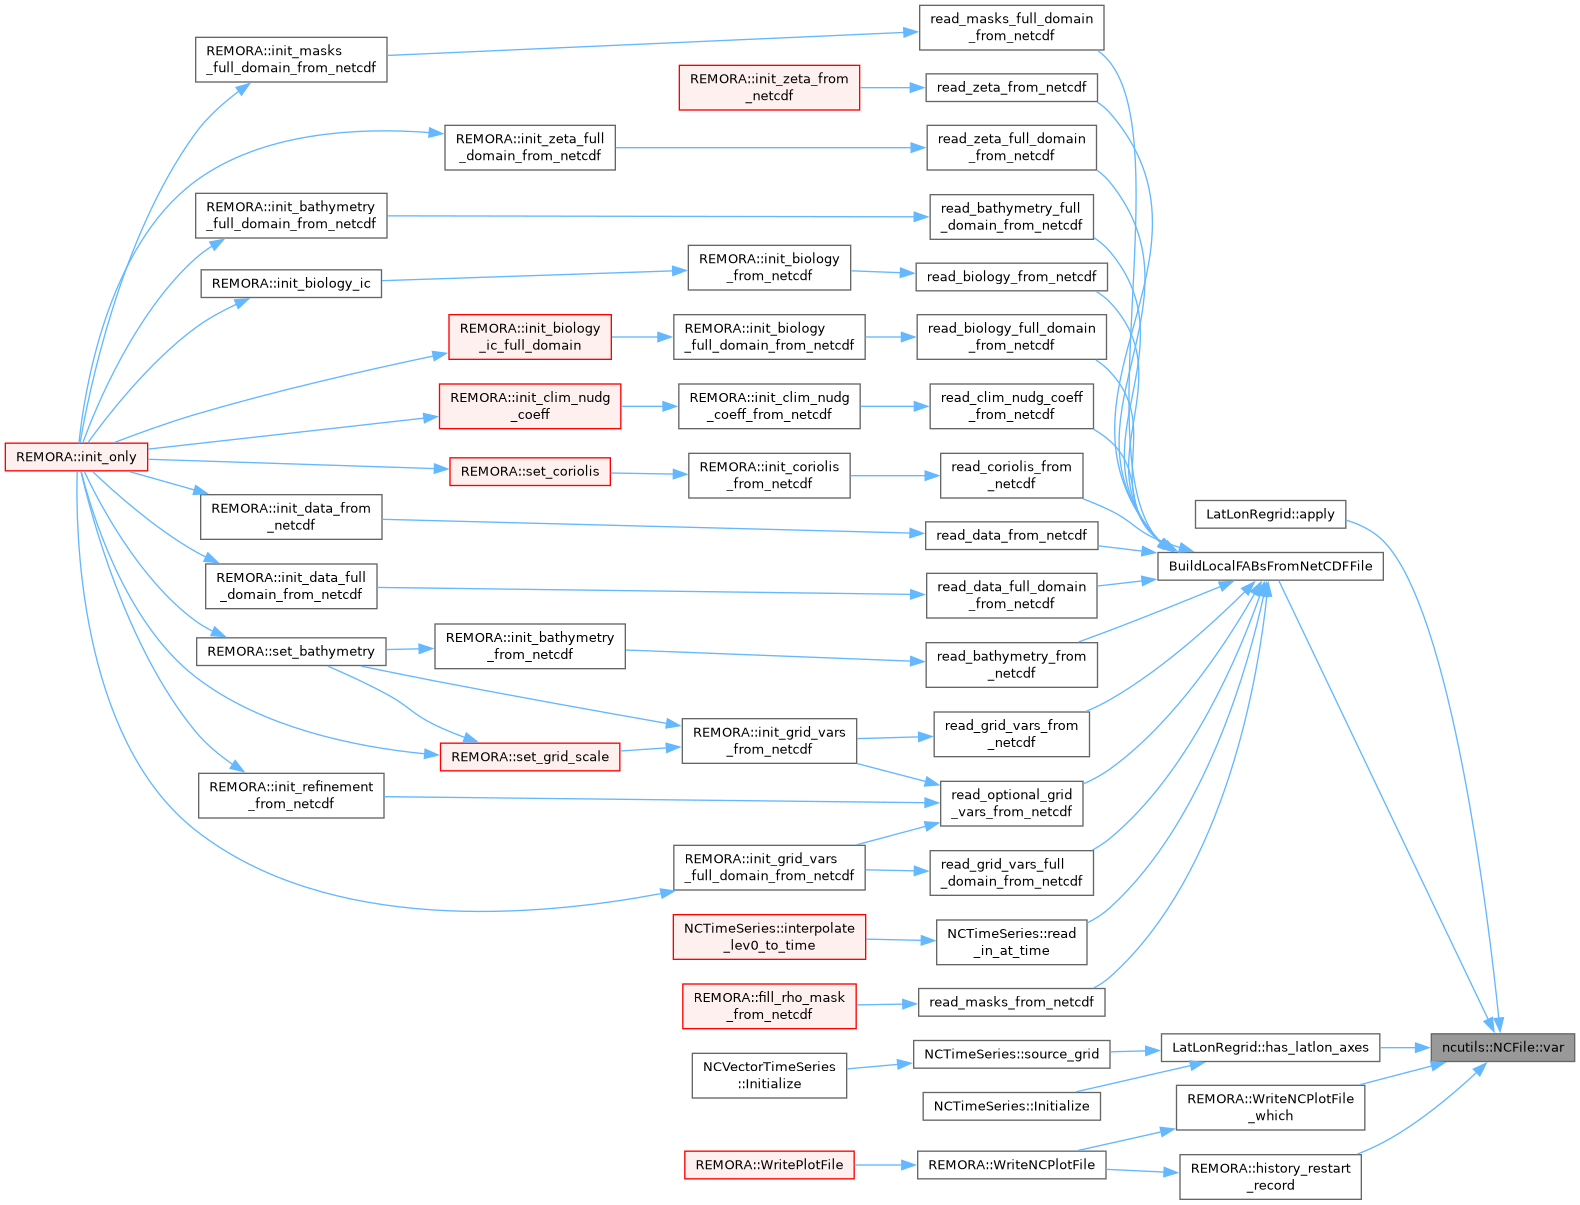 read_masks_full_domain
_from_netcdf
REMORA::init_masks
_full_domain_from_netcdf
REMORA::init_zeta_from
_netcdf
read_zeta_from_netcdf
REMORA::init_zeta_full
_domain_from_netcdf
read_zeta_full_domain
_from_netcdf
REMORA::init_bathymetry
_full_domain_from_netcdf
read_bathymetry_full
_domain_from_netcdf
REMORA::init_biology_ic
REMORA::init_biology
_from_netcdf
read_biology_from_netcdf
REMORA::init_biology
_ic_full_domain
REMORA::init_biology
_full_domain_from_netcdf
read_biology_full_domain
_from_netcdf
REMORA::init_clim_nudg
_coeff
REMORA::init_clim_nudg
_coeff_from_netcdf
read_clim_nudg_coeff
_from_netcdf
REMORA::init_only
REMORA::set_coriolis
REMORA::init_coriolis
_from_netcdf
read_coriolis_from
_netcdf
REMORA::init_data_from
_netcdf
read_data_from_netcdf
LatLonRegrid::apply
BuildLocalFABsFromNetCDFFile
REMORA::init_data_full
_domain_from_netcdf
read_data_full_domain
_from_netcdf
REMORA::set_bathymetry
REMORA::init_bathymetry
_from_netcdf
read_bathymetry_from
_netcdf
REMORA::set_grid_scale
REMORA::init_grid_vars
_from_netcdf
read_grid_vars_from
_netcdf
REMORA::init_refinement
_from_netcdf
read_optional_grid
_vars_from_netcdf
REMORA::init_grid_vars
_full_domain_from_netcdf
read_grid_vars_full
_domain_from_netcdf
NCTimeSeries::interpolate
_lev0_to_time
NCTimeSeries::read
_in_at_time
REMORA::fill_rho_mask
_from_netcdf
read_masks_from_netcdf
NCVectorTimeSeries
::Initialize
NCTimeSeries::source_grid
LatLonRegrid::has_latlon_axes
ncutils::NCFile::var
NCTimeSeries::Initialize
REMORA::WriteNCPlotFile
_which
REMORA::WritePlotFile
REMORA::WriteNCPlotFile
REMORA::history_restart
_record